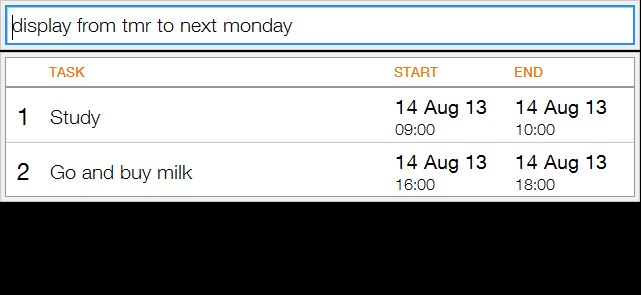 display from tmr to next monday
TASK START END
1 Study 14 Aug 13 09:00 14 Aug 13 10:00
2 Go and buy milk 14 Aug 13 16:00 14 Aug 13 18:00